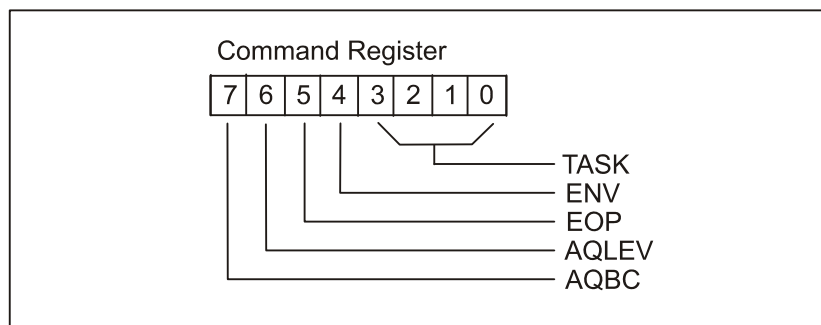 Command Register
7 6 5 4 3 2 1 0
TASK
ENV
EOP
AQLEV
AQBC